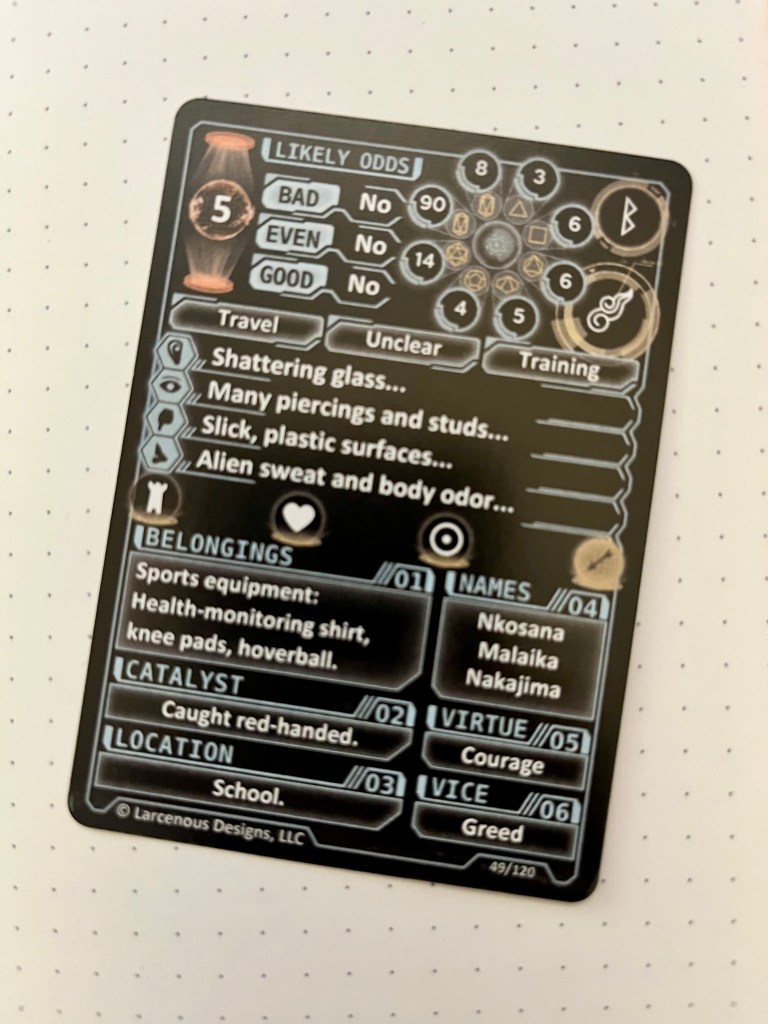 LIKELY ODDS
5
BAD No
EVEN No
GOOD No
8
3
90
6
14
6
4
5
ᛒ
Travel
Unclear
Training
Shattering glass...
Many piercings and studs...
Slick, plastic surfaces...
Alien sweat and body odor...
BELONGINGS
//01
Sports equipment:
Health-monitoring shirt,
knee pads, hoverball.
CATALYST
//02
Caught red-handed.
LOCATION
//03
School.
NAMES
//04
Nkosana
Malaika
Nakajima
VIRTUE //05
Courage
VICE
//06
Greed
© Larcenous Designs, LLC
49/120